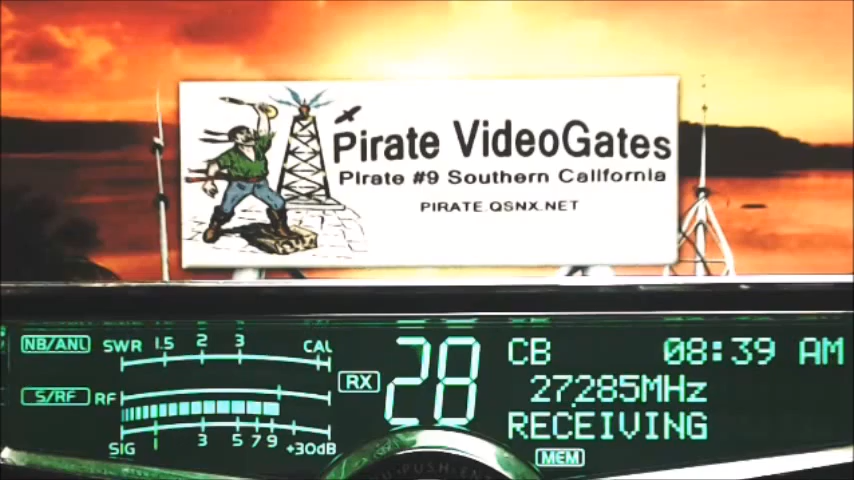 Pirate VideoGates
Pirate #9 Southern California
PIRATE.QSNX.NET
NB/ANL SWR 1.5 2 3 CAL
CB 08:39 AM
RX 28
27285MHz
S/RF RF
RECEIVING
SIG 1 3 5 7 9 +30dB
MEM
PUSH